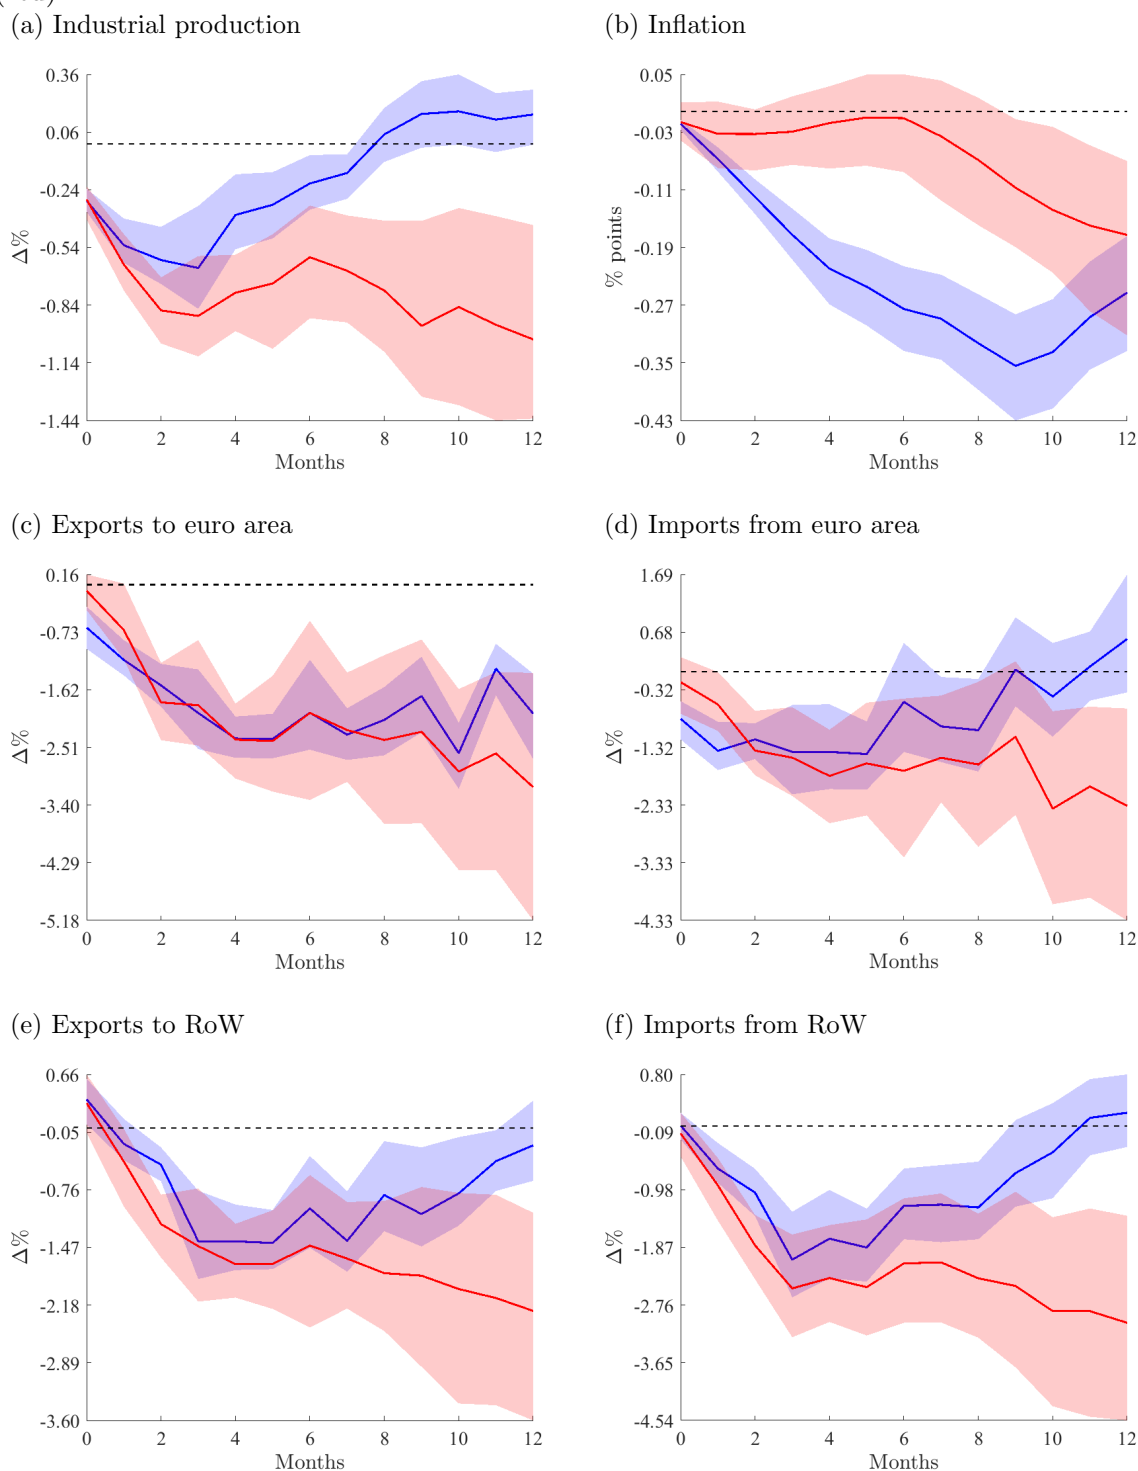 (a) Industrial production
0.36
0.06
-0.24
-0.54
-0.84
-1.14
-1.44
Δ%
0 2 4 6 8 10 12
Months
(b) Inflation
0.05
-0.03
-0.11
-0.19
-0.27
-0.35
-0.43
% points
0 2 4 6 8 10 12
Months
(c) Exports to euro area
0.16
-0.73
-1.62
-2.51
-3.40
-4.29
-5.18
Δ%
0 2 4 6 8 10 12
Months
(d) Imports from euro area
1.69
0.68
-0.32
-1.32
-2.33
-3.33
-4.33
Δ%
0 2 4 6 8 10 12
Months
(e) Exports to RoW
0.66
-0.05
-0.76
-1.47
-2.18
-2.89
-3.60
Δ%
0 2 4 6 8 10 12
Months
(f) Imports from RoW
0.80
-0.09
-0.98
-1.87
-2.76
-3.65
-4.54
Δ%
0 2 4 6 8 10 12
Months